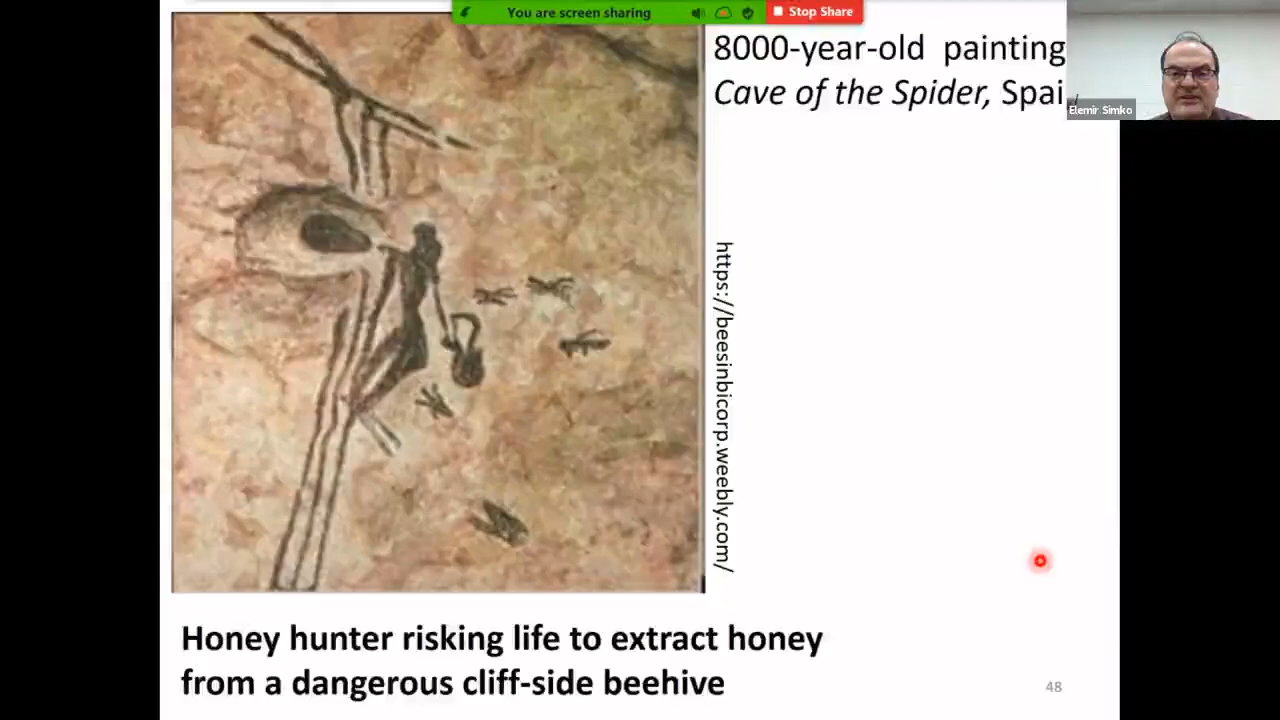 You are screen sharing
Stop Share
8000-year-old painting
Cave of the Spider, Spai
Elemir Simko
https://beesinbicorp.weebly.com/
Honey hunter risking life to extract honey
from a dangerous cliff-side beehive
48